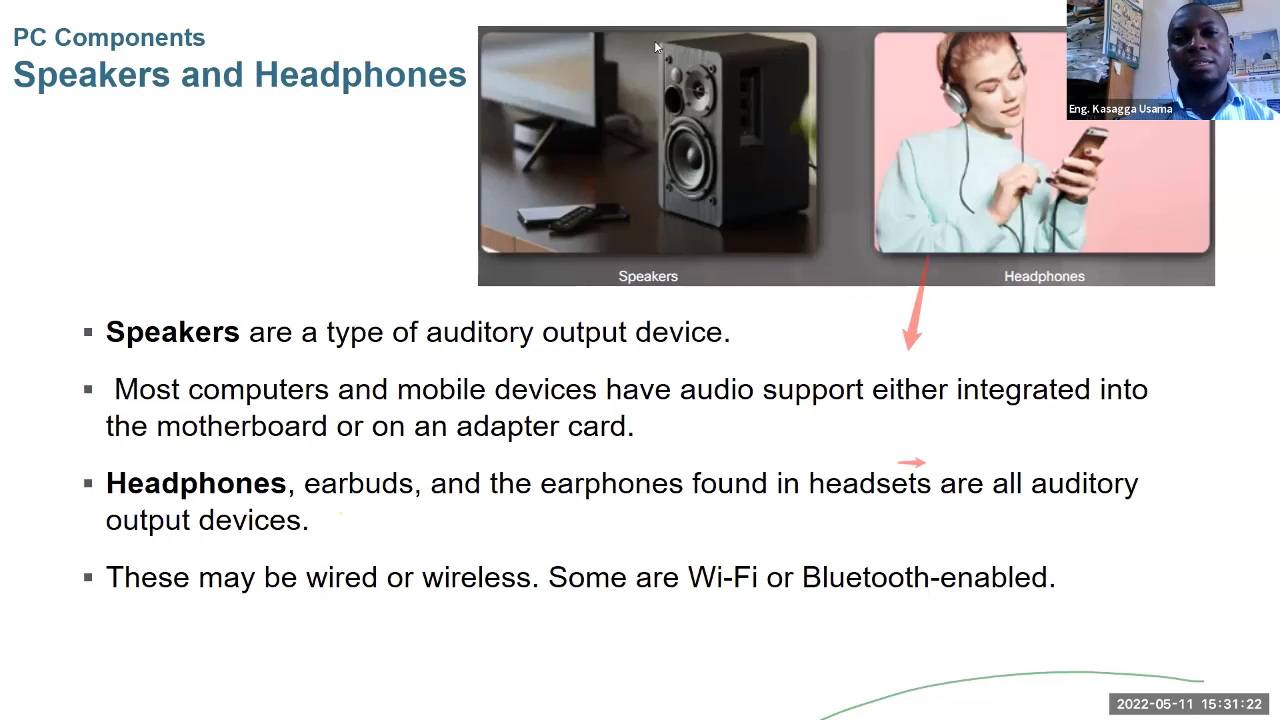 PC Components
Speakers and Headphones
Eng. Kasagga Usama
Speakers
Headphones
▪ Speakers are a type of auditory output device.
▪ Most computers and mobile devices have audio support either integrated into
the motherboard or on an adapter card.
▪ Headphones, earbuds, and the earphones found in headsets are all auditory
output devices.
▪ These may be wired or wireless. Some are Wi-Fi or Bluetooth-enabled.
2022-05-11 15:31:22